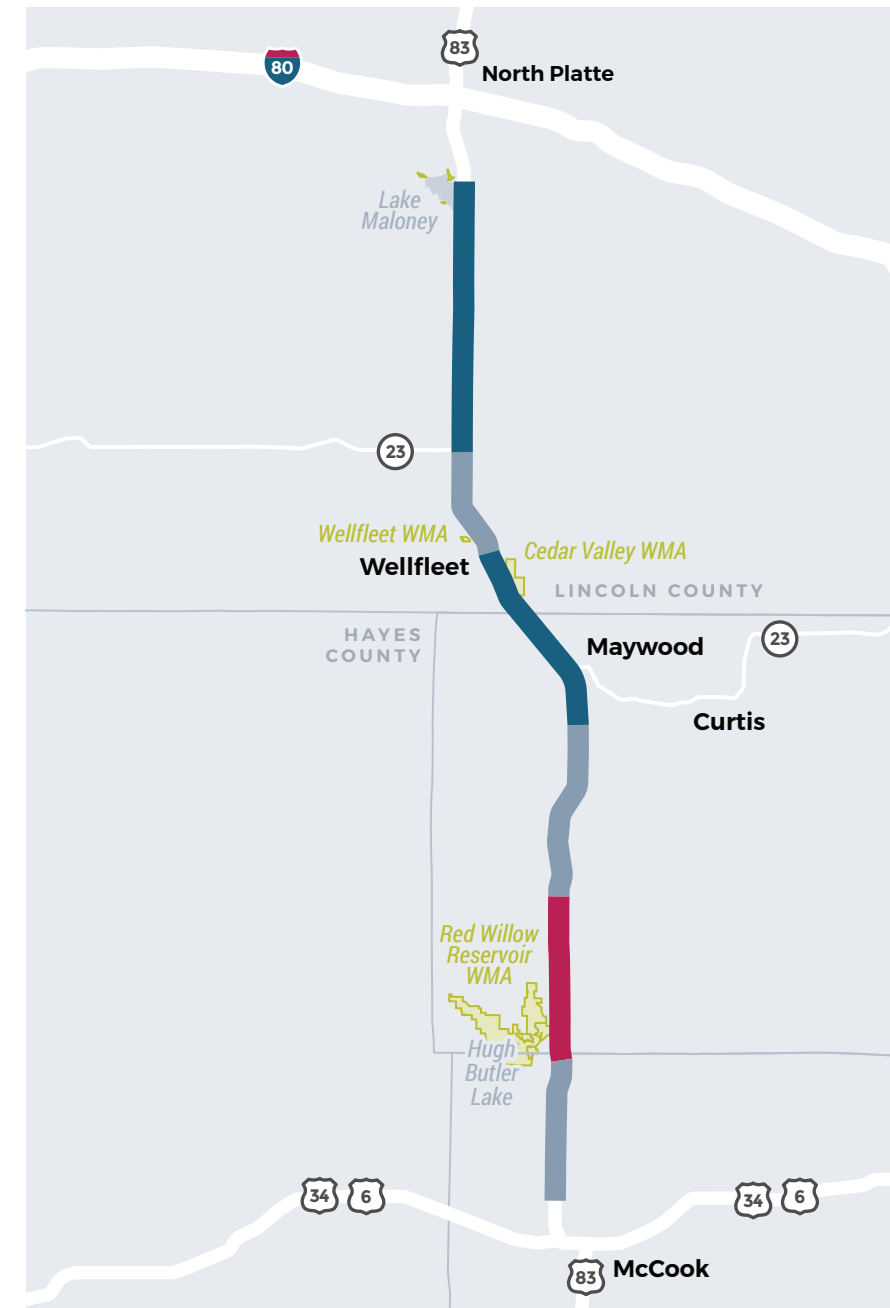 83
80
North Platte
Lake
Maloney
23
Wellfleet WMA
Cedar Valley WMA
Wellfleet
LINCOLN COUNTY
HAYES
COUNTY
Maywood
23
Curtis
Red Willow
Reservoir
WMA
Hugh
Butler
Lake
34
6
34
6
83
McCook